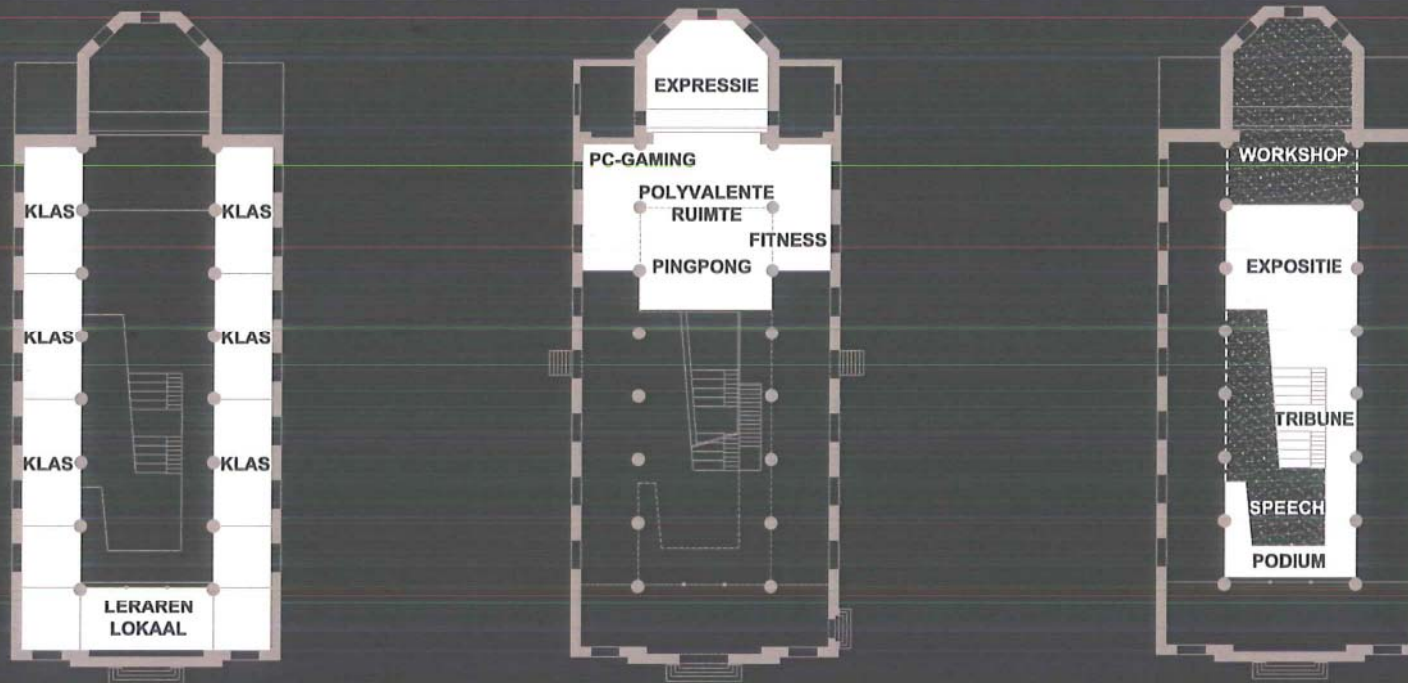 KLAS
KLAS
KLAS
KLAS
KLAS
KLAS
LERAREN
LOKAAL
EXPRESSIE
PC-GAMING
POLYVALENTE
RUIMTE
FITNESS
PINGPONG
WORKSHOP
EXPOSITIE
TRIBUNE
SPEECH
PODIUM